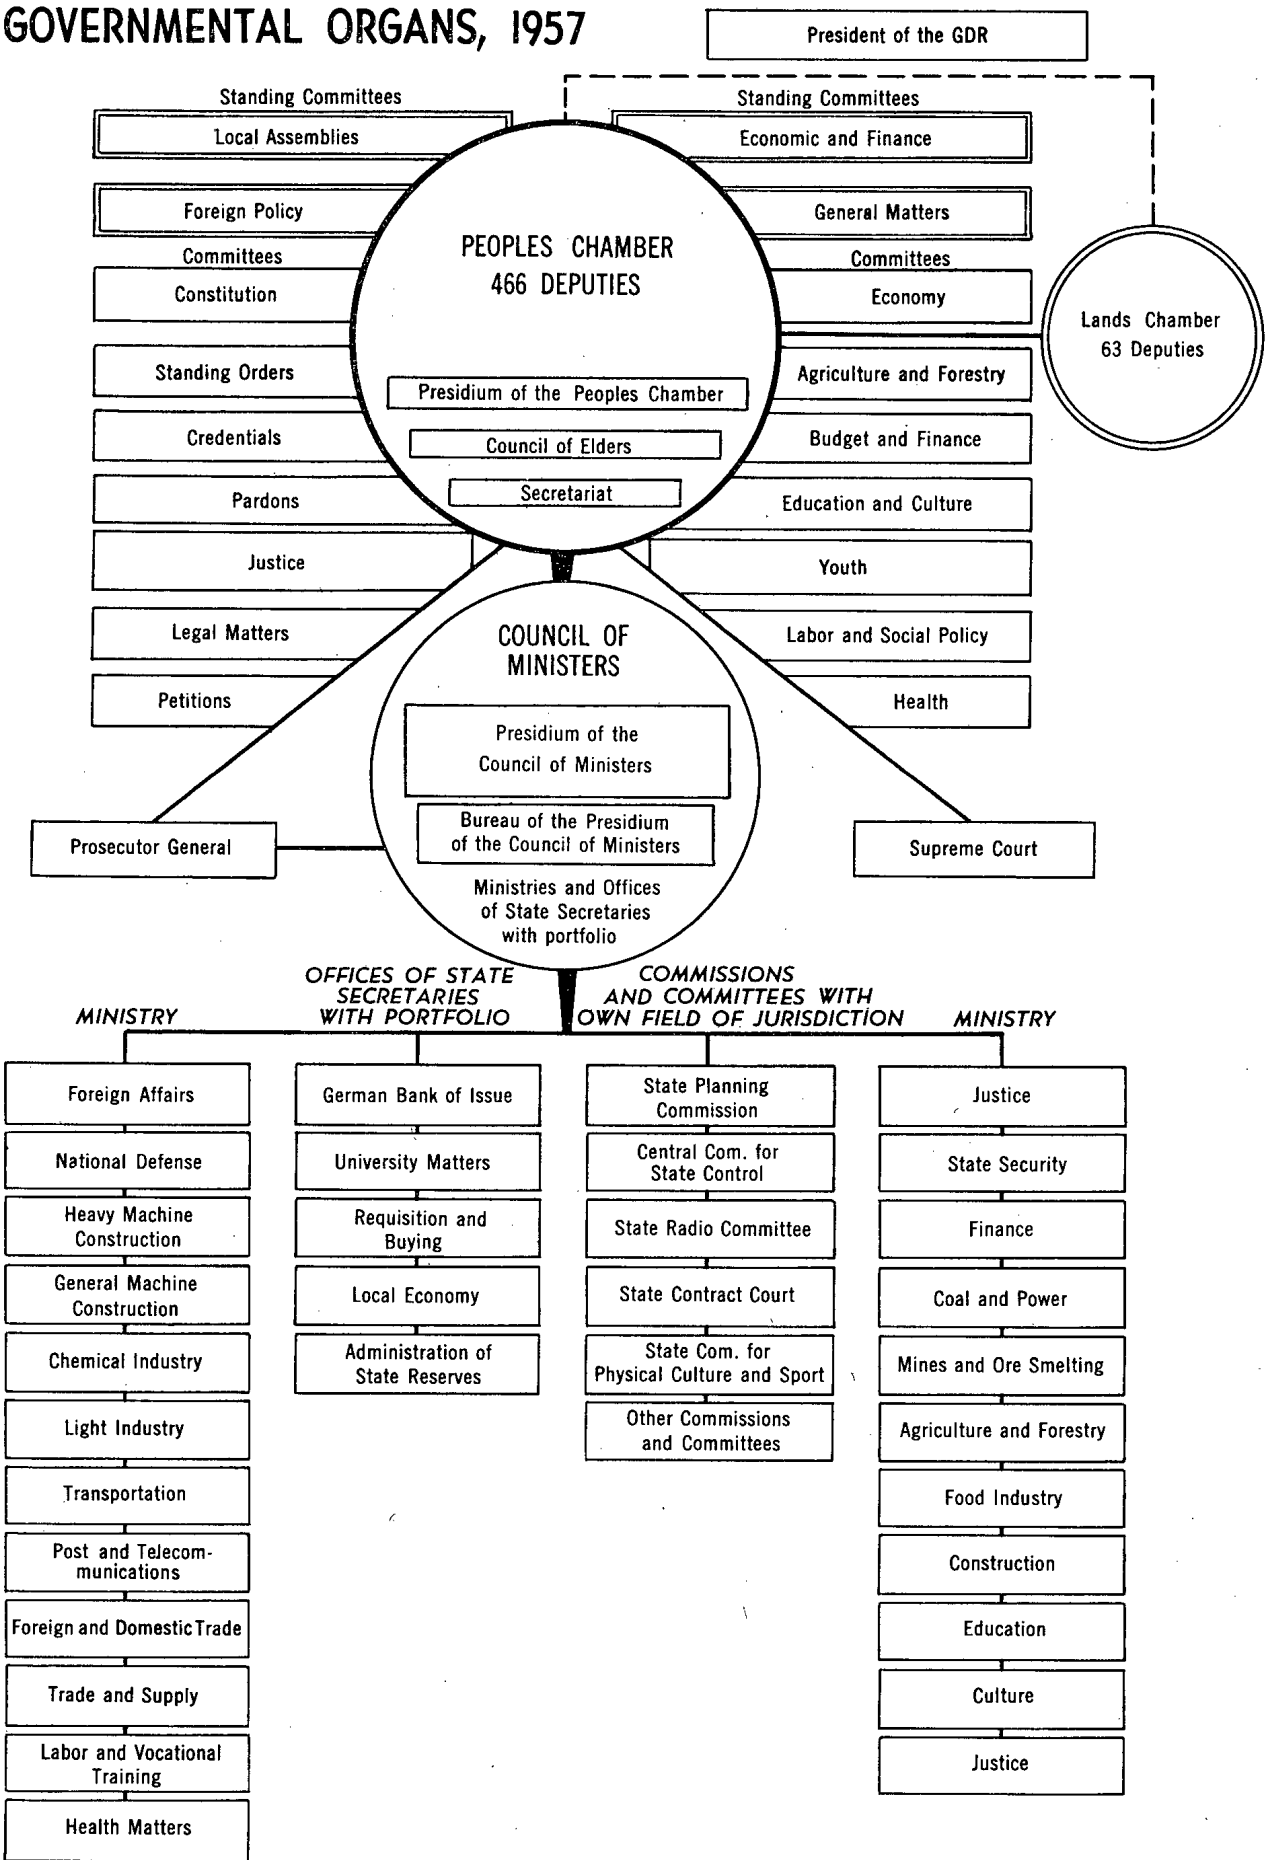 GOVERNMENTAL ORGANS, 1957
President of the GDR
Standing Committees
Local Assemblies
Foreign Policy
Committees
Constitution
Standing Orders
Credentials
Pardons
Justice
Legal Matters
Petitions
Standing Committees
Economic and Finance
General Matters
Committees
Economy
Agriculture and Forestry
Budget and Finance
Education and Culture
Youth
Labor and Social Policy
Health
PEOPLES CHAMBER
466 DEPUTIES
Presidium of the Peoples Chamber
Council of Elders
Secretariat
Lands Chamber
63 Deputies
COUNCIL OF
MINISTERS
Presidium of the
Council of Ministers
Bureau of the Presidium
of the Council of Ministers
Ministries and Offices
of State Secretaries
with portfolio
Prosecutor General
Supreme Court
MINISTRY
Foreign Affairs
National Defense
Heavy Machine
Construction
General Machine
Construction
Chemical Industry
Light Industry
Transportation
Post and Telecom-
munications
Foreign and Domestic Trade
Trade and Supply
Labor and Vocational
Training
Health Matters
OFFICES OF STATE
SECRETARIES
WITH PORTFOLIO
German Bank of Issue
University Matters
Requisition and
Buying
Local Economy
Administration of
State Reserves
COMMISSIONS
AND COMMITTEES WITH
OWN FIELD OF JURISDICTION
State Planning
Commission
Central Com. for
State Control
State Radio Committee
State Contract Court
State Com. for
Physical Culture and Sport
Other Commissions
and Committees
MINISTRY
Justice
State Security
Finance
Coal and Power
Mines and Ore Smelting
Agriculture and Forestry
Food Industry
Construction
Education
Culture
Justice